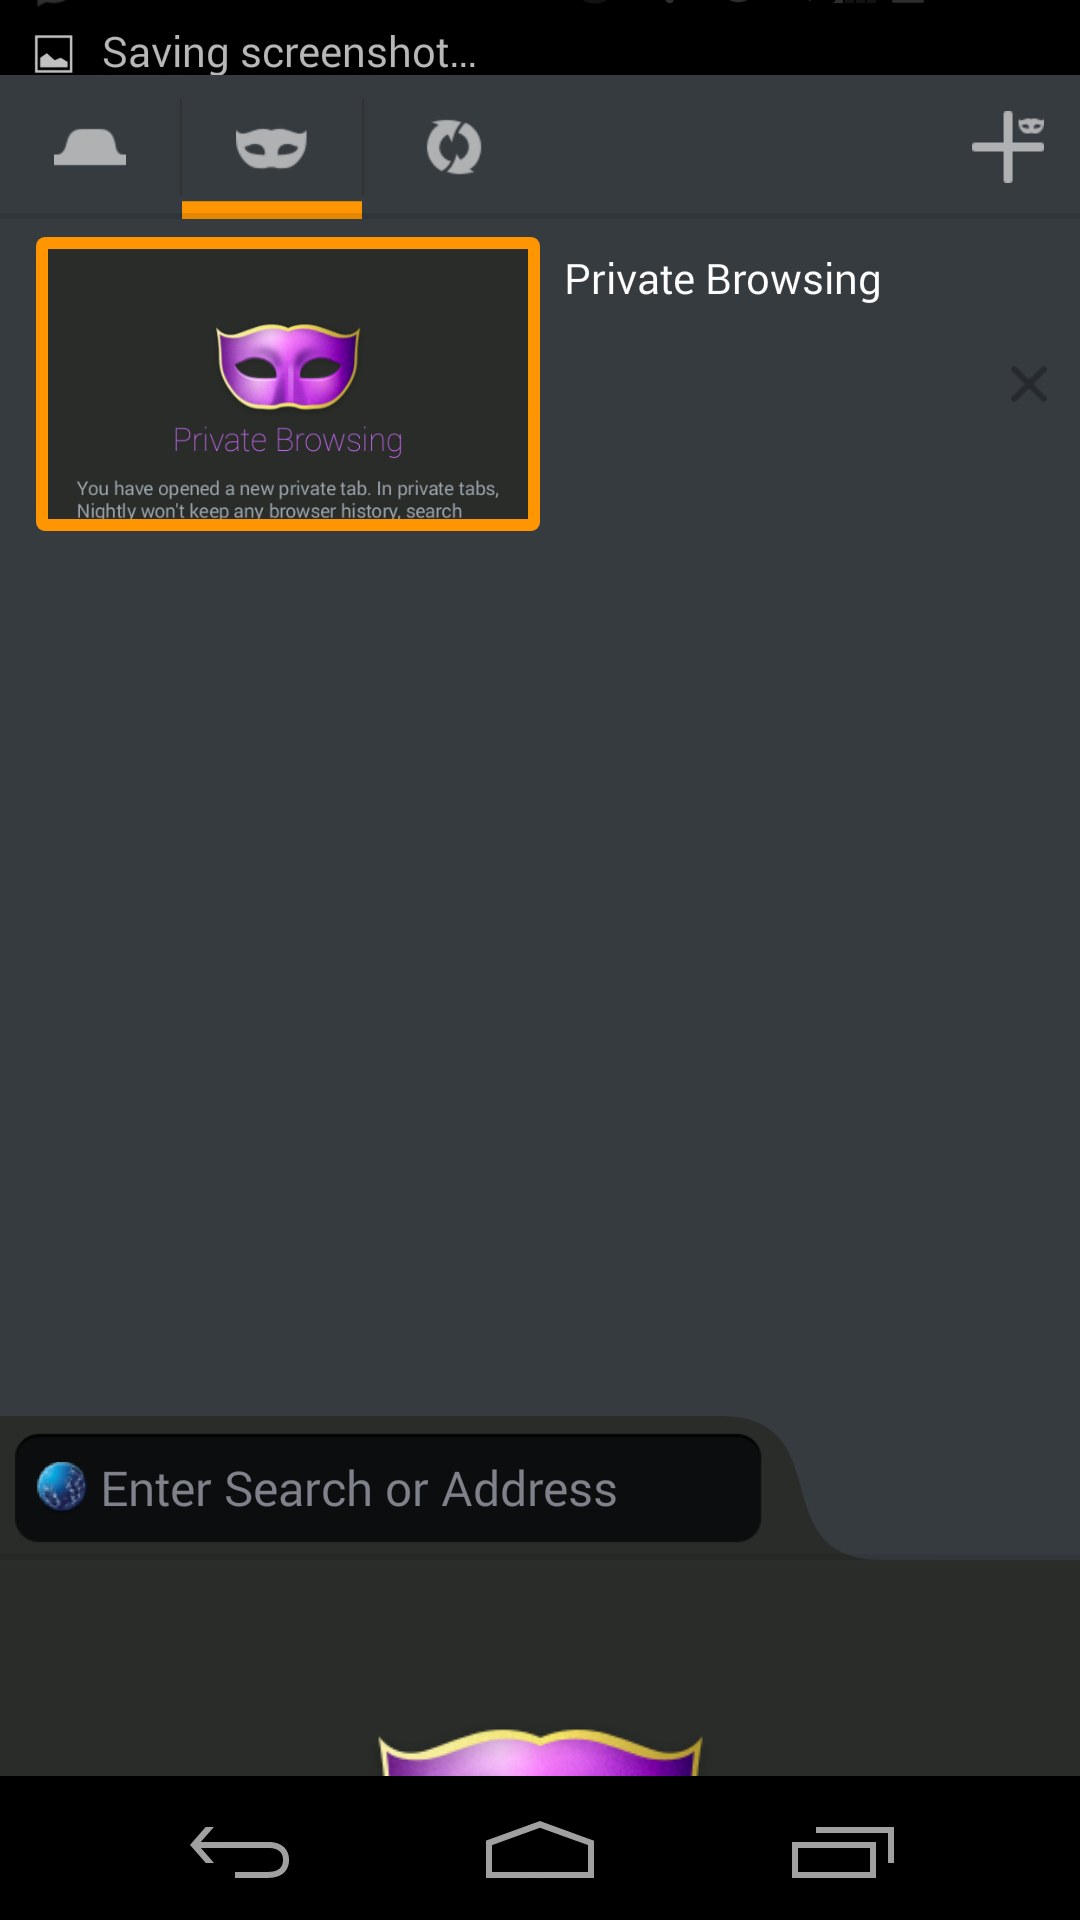 Saving screenshot...
Private Browsing
Private Browsing
You have opened a new private tab. In private tabs,
Nightly won't keep any browser history, search
Enter Search or Address